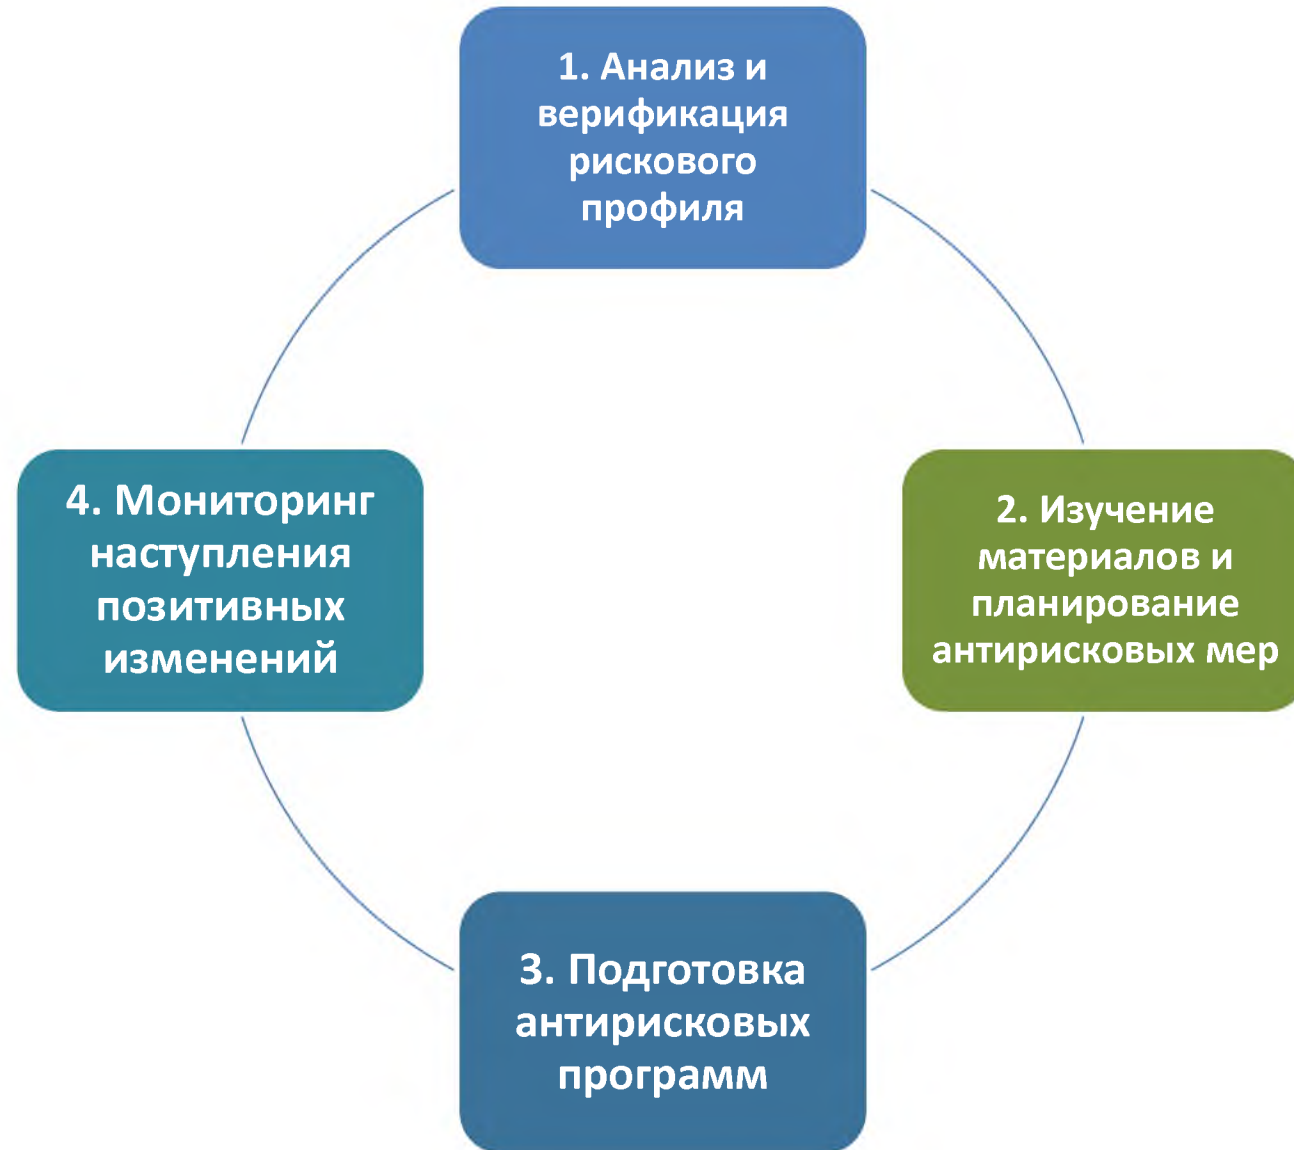 1. Анализ и
верификация
рискового
профиля
2. Изучение
материалов и
планирование
антирисковых мер
3. Подготовка
антирисковых
программ
4. Мониторинг
наступления
позитивных
изменений